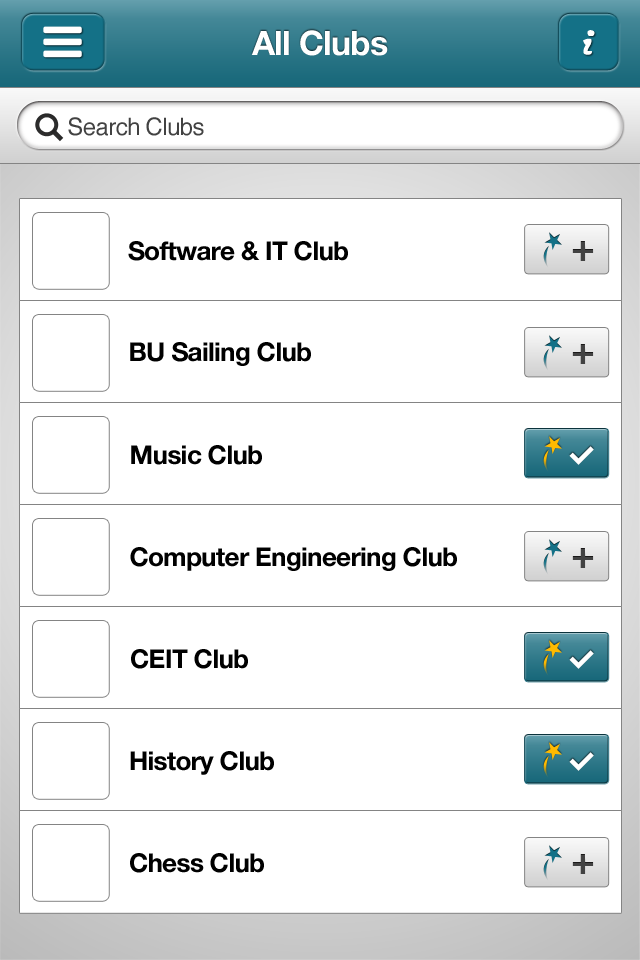 All Clubs
i
Search Clubs
Software & IT Club
BU Sailing Club
Music Club
Computer Engineering Club
CEIT Club
History Club
Chess Club